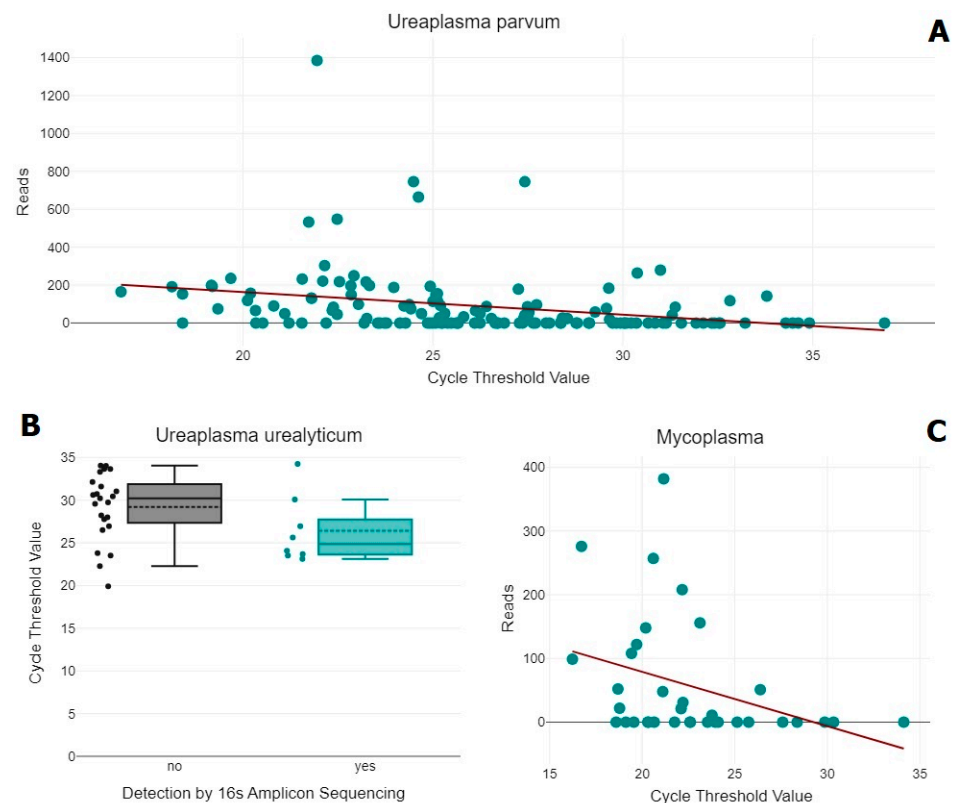 Ureaplasma parvum
A
1400
1200
1000
800
600
400
200
0
Reads
20 25 30 35
Cycle Threshold Value
B
Ureaplasma urealyticum
35
30
25
20
15
10
5
0
Cycle Threshold Value
no yes
Detection by 16s Amplicon Sequencing
C
Mycoplasma
400
300
200
100
0
Reads
15 20 25 30 35
Cycle Threshold Value